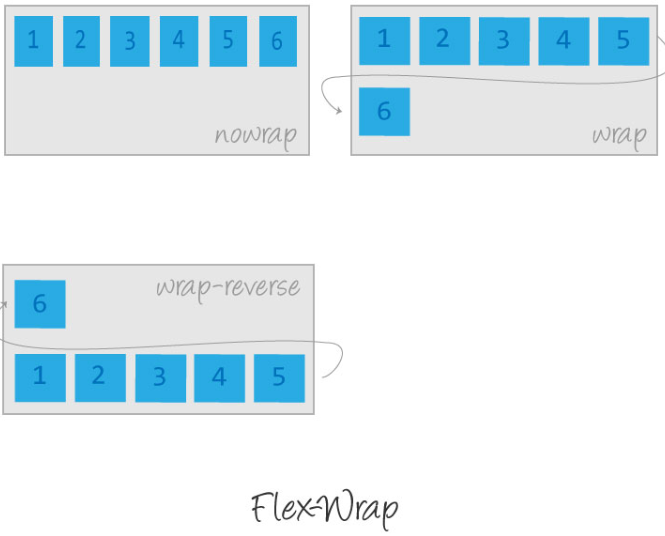 1 2 3 4 5 6
nowrap
1 2 3 4 5
6
wrap
wrap-reverse
6
1 2 3 4 5
Flex-Wrap